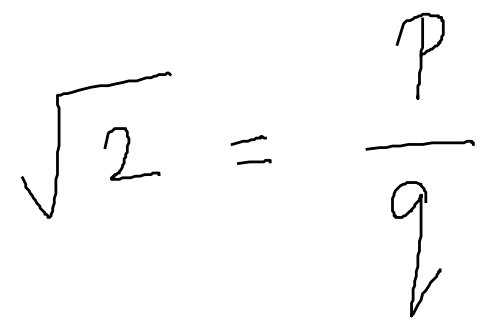 √2 = p/q